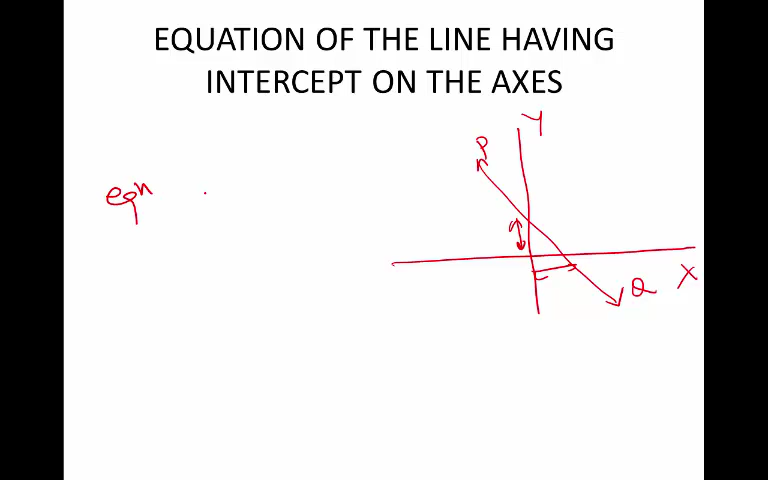 EQUATION OF THE LINE HAVING
INTERCEPT ON THE AXES
Y
P
eqn
Q
X